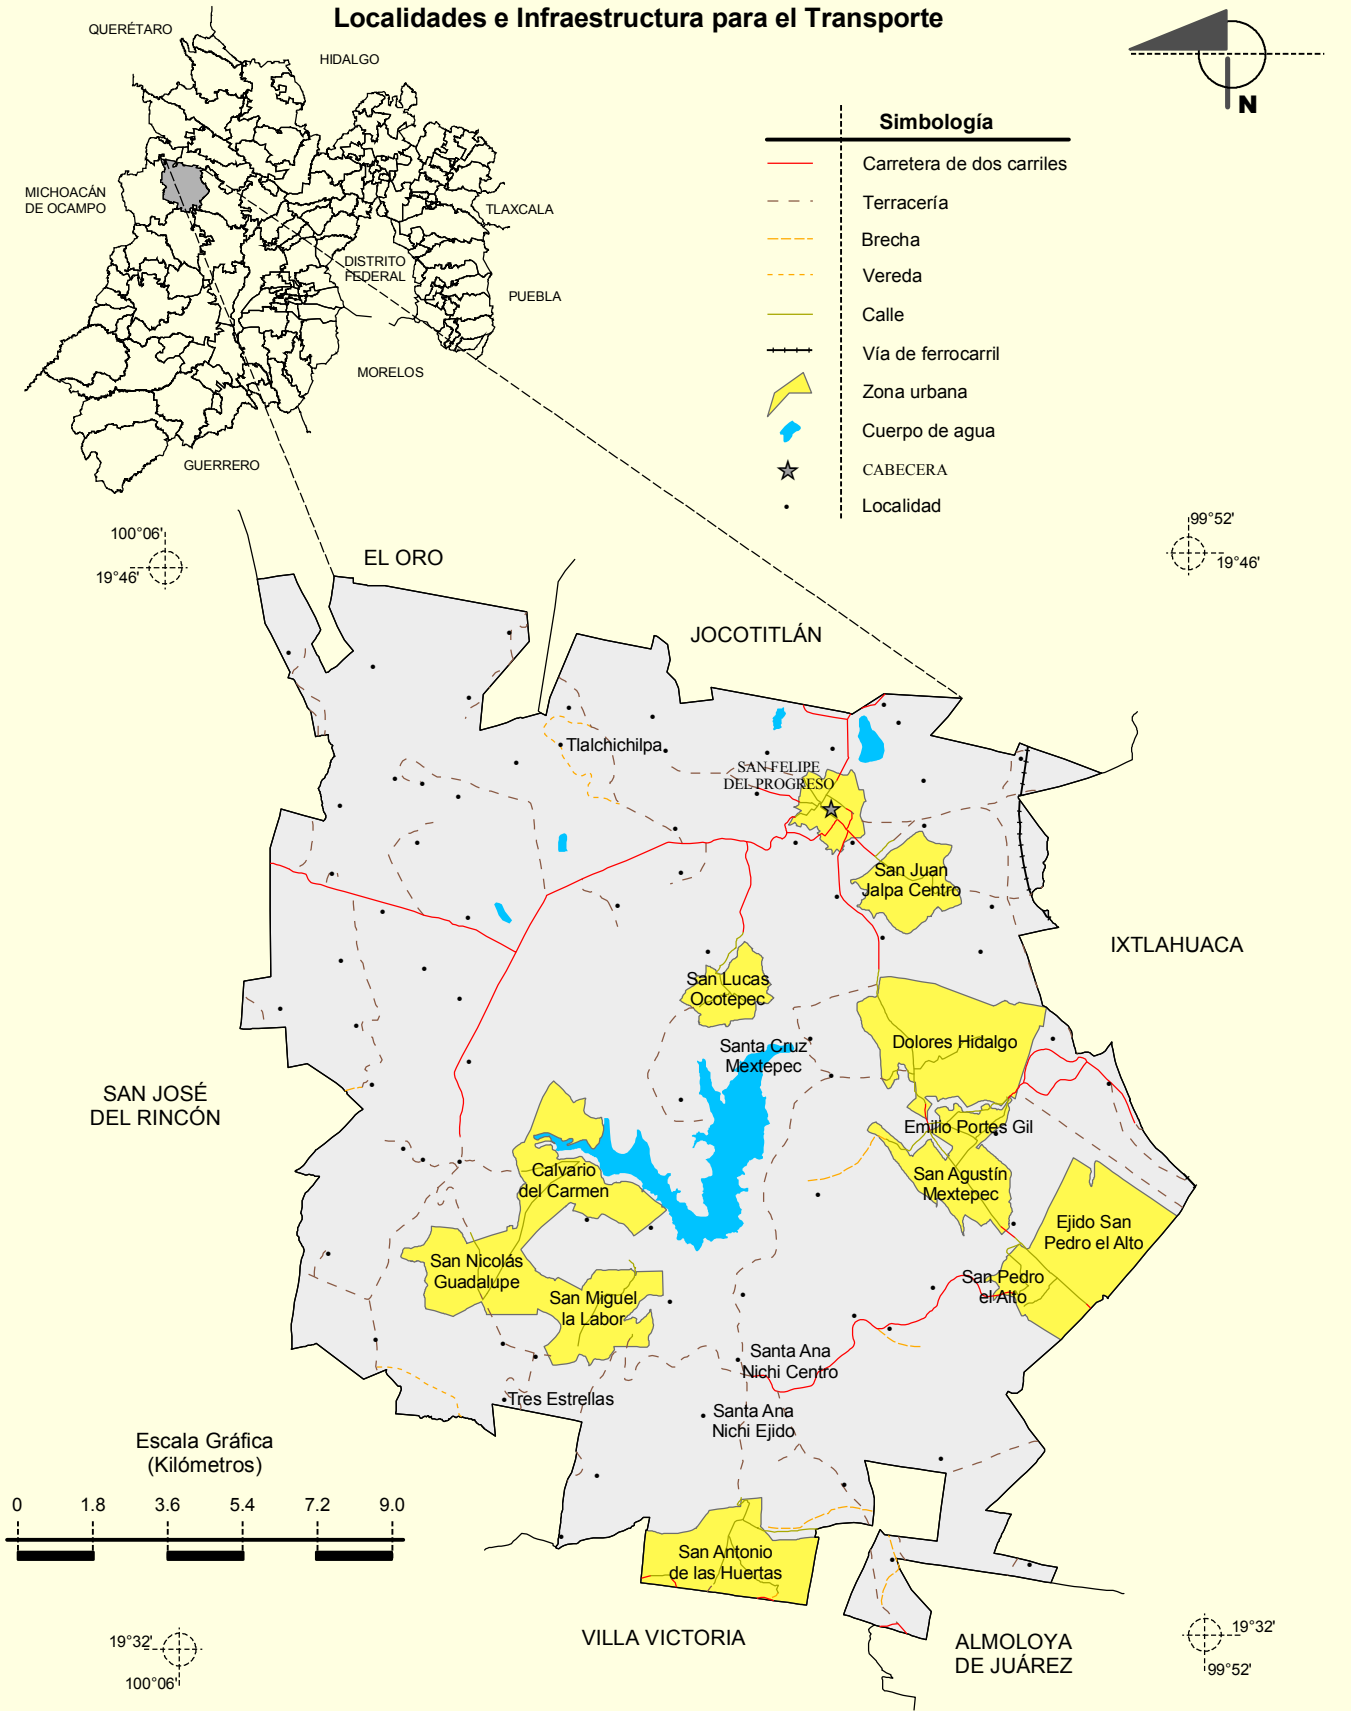 Localidades e Infraestructura para el Transporte
QUERÉTARO
HIDALGO
MICHOACÁN
DE OCAMPO
TLAXCALA
DISTRITO
FEDERAL
PUEBLA
MORELOS
GUERRERO
N
Simbología
Carretera de dos carriles
Terracería
Brecha
Vereda
Calle
Vía de ferrocarril
Zona urbana
Cuerpo de agua
CABECERA
Localidad
100°06'
19°46'
99°52'
19°46'
EL ORO
JOCOTITLÁN
Tlalchichilpa
SAN FELIPE
DEL PROGRESO
San Juan
Jalpa Centro
IXTLAHUACA
San Lucas
Ocotepec
Santa Cruz
Mextepec
Dolores Hidalgo
SAN JOSÉ
DEL RINCÓN
Emilio Portes Gil
Calvario
del Carmen
San Agustín
Mextepec
Ejido San
Pedro el Alto
San Nicolás
Guadalupe
San Pedro
el Alto
San Miguel
la Labor
Santa Ana
Nichi Centro
Tres Estrellas
Santa Ana
Nichi Ejido
Escala Gráfica
(Kilómetros)
0 1.8 3.6 5.4 7.2 9.0
San Antonio
de las Huertas
VILLA VICTORIA
ALMOLOYA
DE JUÁREZ
19°32'
100°06'
19°32'
99°52'